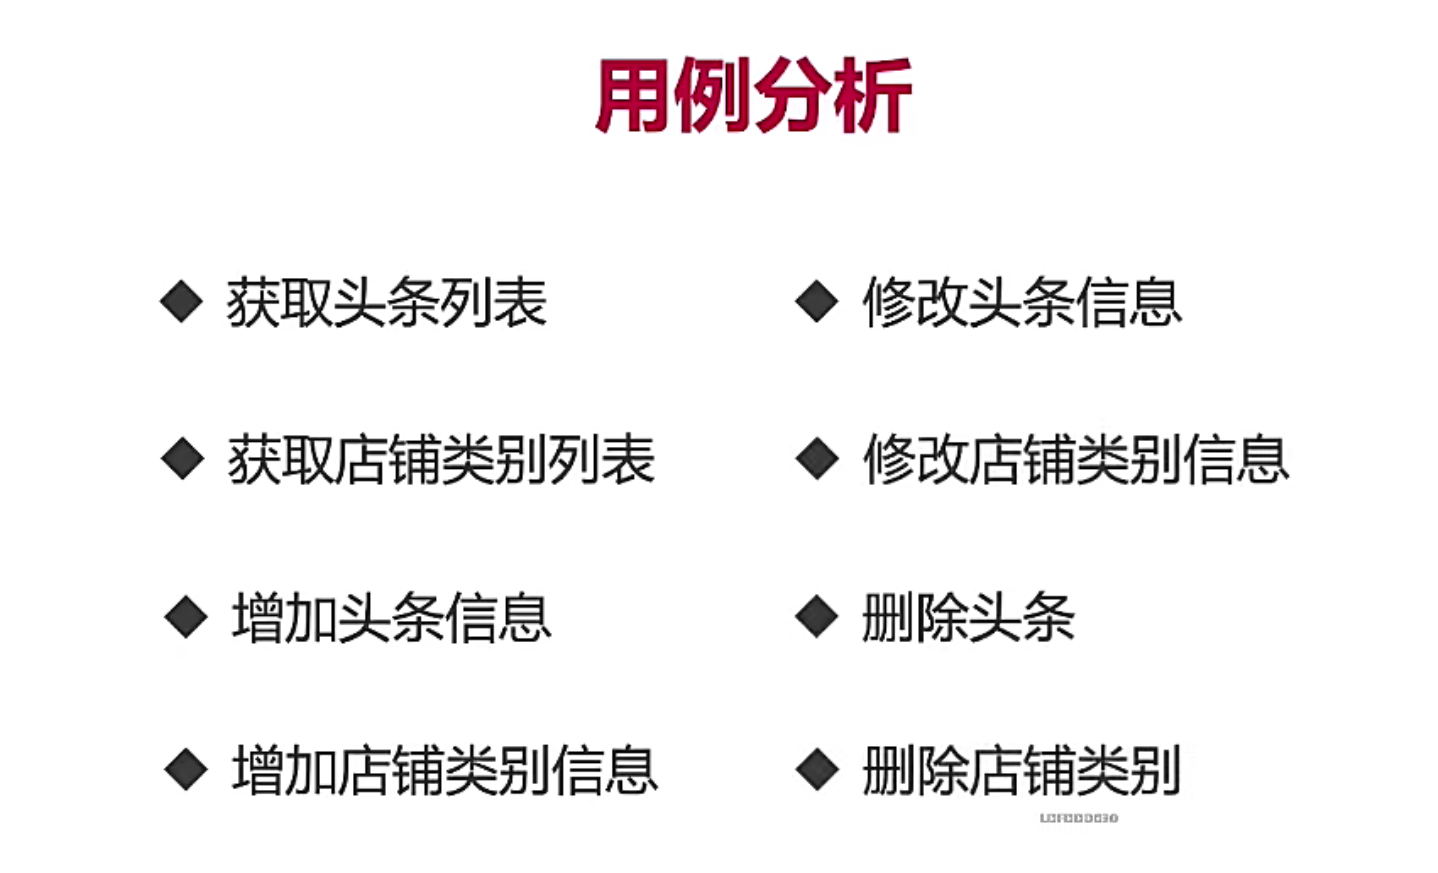 用例分析
获取头条列表
获取店铺类别列表
增加头条信息
增加店铺类别信息
修改头条信息
修改店铺类别信息
删除头条
删除店铺类别